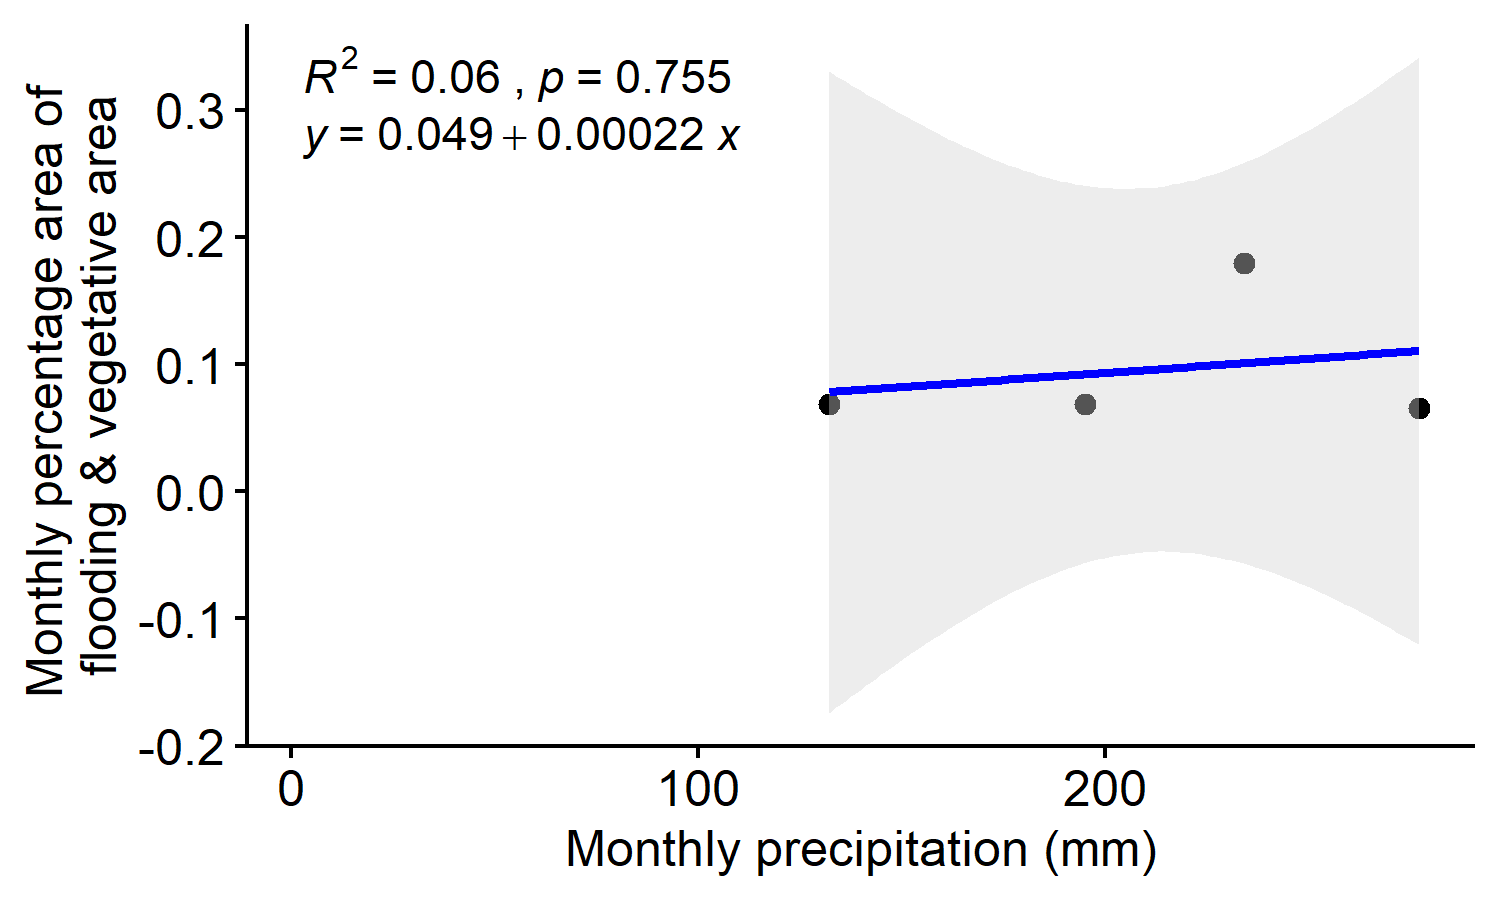 R² = 0.06 , p = 0.755
y = 0.049 + 0.00022 x
Monthly percentage area of
flooding & vegetative area
0.3
0.2
0.1
0.0
-0.1
-0.2
0 100 200
Monthly precipitation (mm)